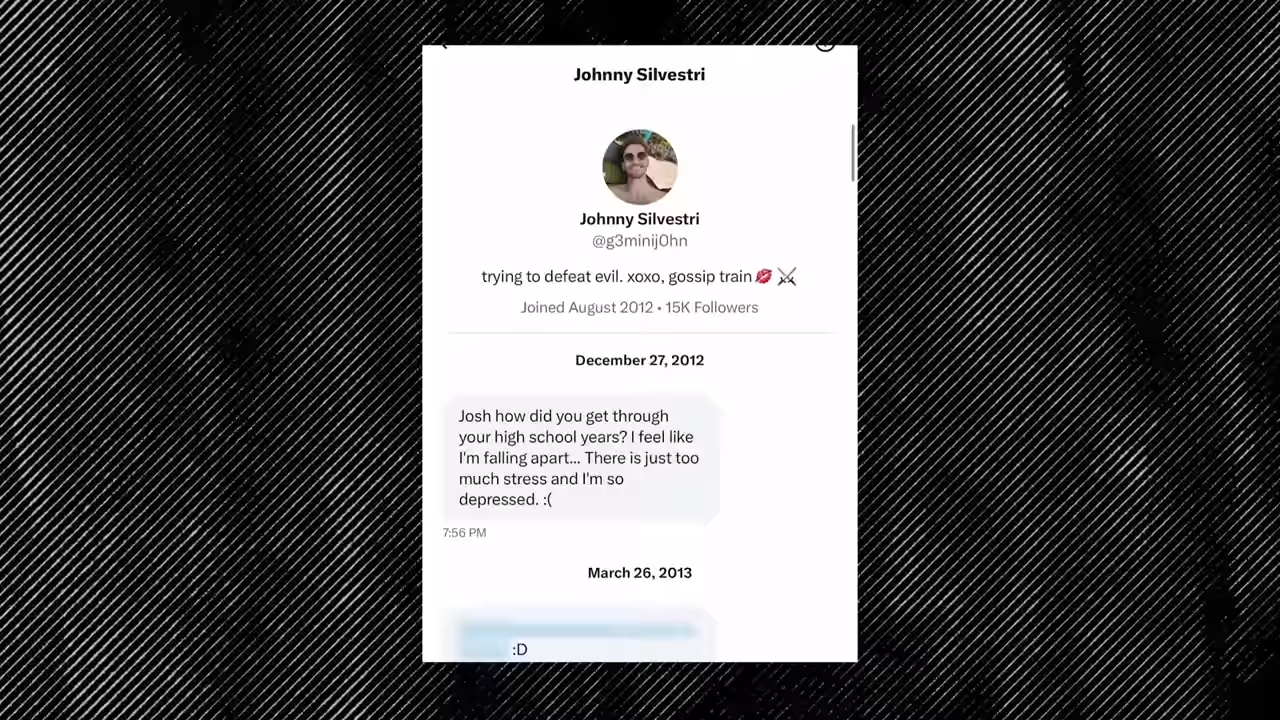 Johnny Silvestri
Johnny Silvestri
@g3minij0hn
trying to defeat evil. xoxo, gossip train💋⚔️
Joined August 2012 • 15K Followers
December 27, 2012
Josh how did you get through
your high school years? I feel like
I'm falling apart... There is just too
much stress and I'm so
depressed. :(
7:56 PM
March 26, 2013
:D